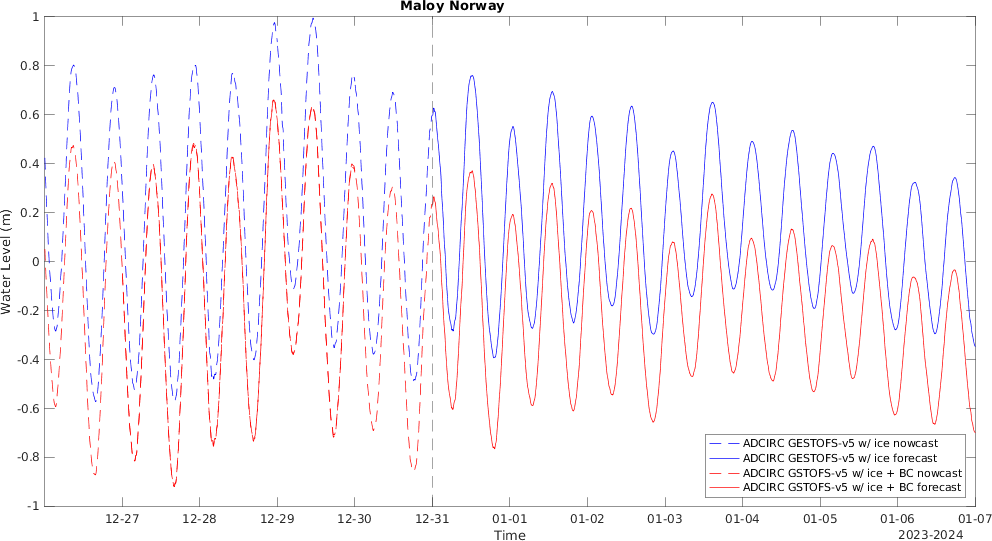 Maloy Norway
1
0.8
0.6
0.4
0.2
0
-0.2
-0.4
-0.6
-0.8
-1
Water Level (m)
ADCIRC GESTOFS-v5 w/ ice nowcast
ADCIRC GESTOFS-v5 w/ ice forecast
ADCIRC GSTOFS-v5 w/ ice + BC nowcast
ADCIRC GSTOFS-v5 w/ ice + BC forecast
12-27 12-28 12-29 12-30 12-31 01-01 01-02 01-03 01-04 01-05 01-06 01-07
Time
2023-2024